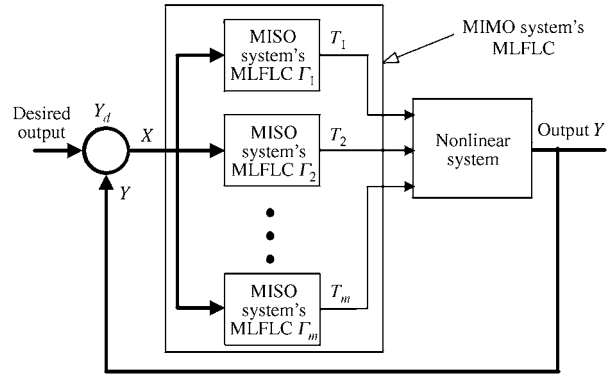 MISO
system's
MLFLC Γ1
T1
MIMO system's
MLFLC
Desired
output
Yd
X
Y
MISO
system's
MLFLC Γ2
T2
Nonlinear
system
Output Y
MISO
system's
MLFLC Γm
Tm